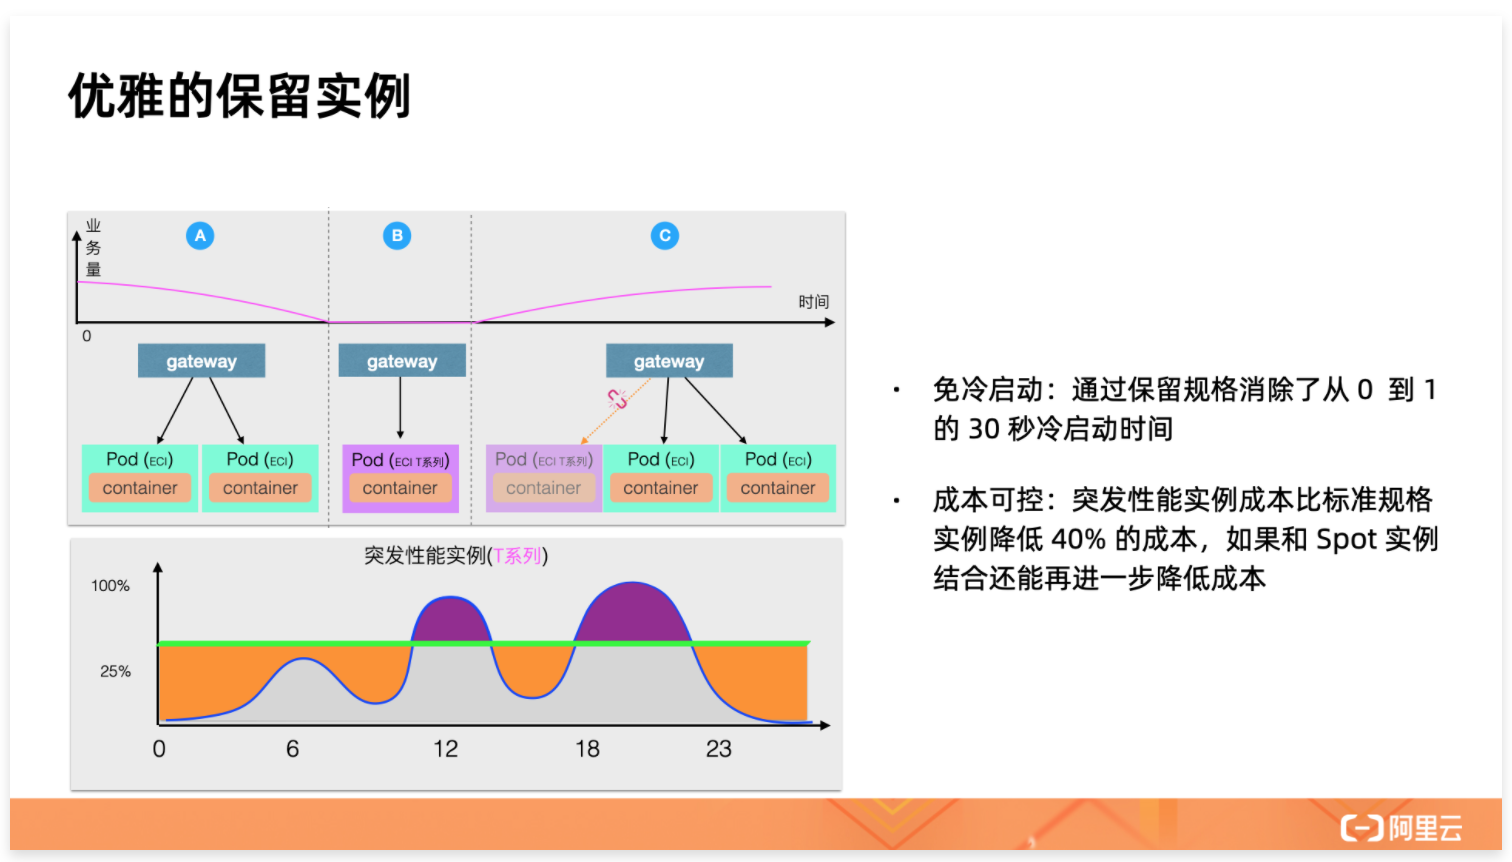 优雅的保留实例
业务量
A
B
C
时间
0
gateway
gateway
gateway
Pod (ECI)
container
Pod (ECI)
container
Pod (ECI T系列)
container
Pod (ECI T系列)
container
Pod (ECI)
container
Pod (ECI)
container
突发性能实例(T系列)
100%
25%
0 6 12 18 23
· 免冷启动：通过保留规格消除了从 0 到 1
的 30 秒冷启动时间
· 成本可控：突发性能实例成本比标准规格
实例降低 40% 的成本，如果和 Spot 实例
结合还能再进一步降低成本
阿里云